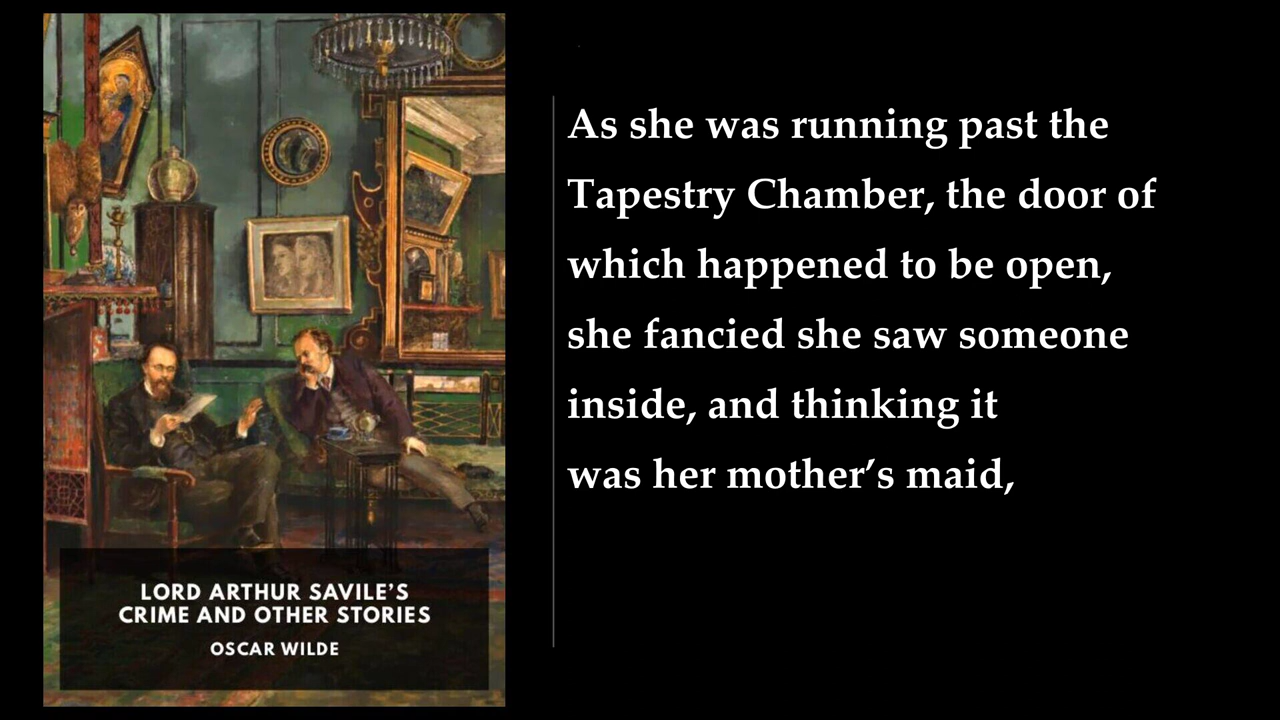 As she was running past the
Tapestry Chamber, the door of
which happened to be open,
she fancied she saw someone
inside, and thinking it
was her mother’s maid,
LORD ARTHUR SAVILE’S
CRIME AND OTHER STORIES
OSCAR WILDE